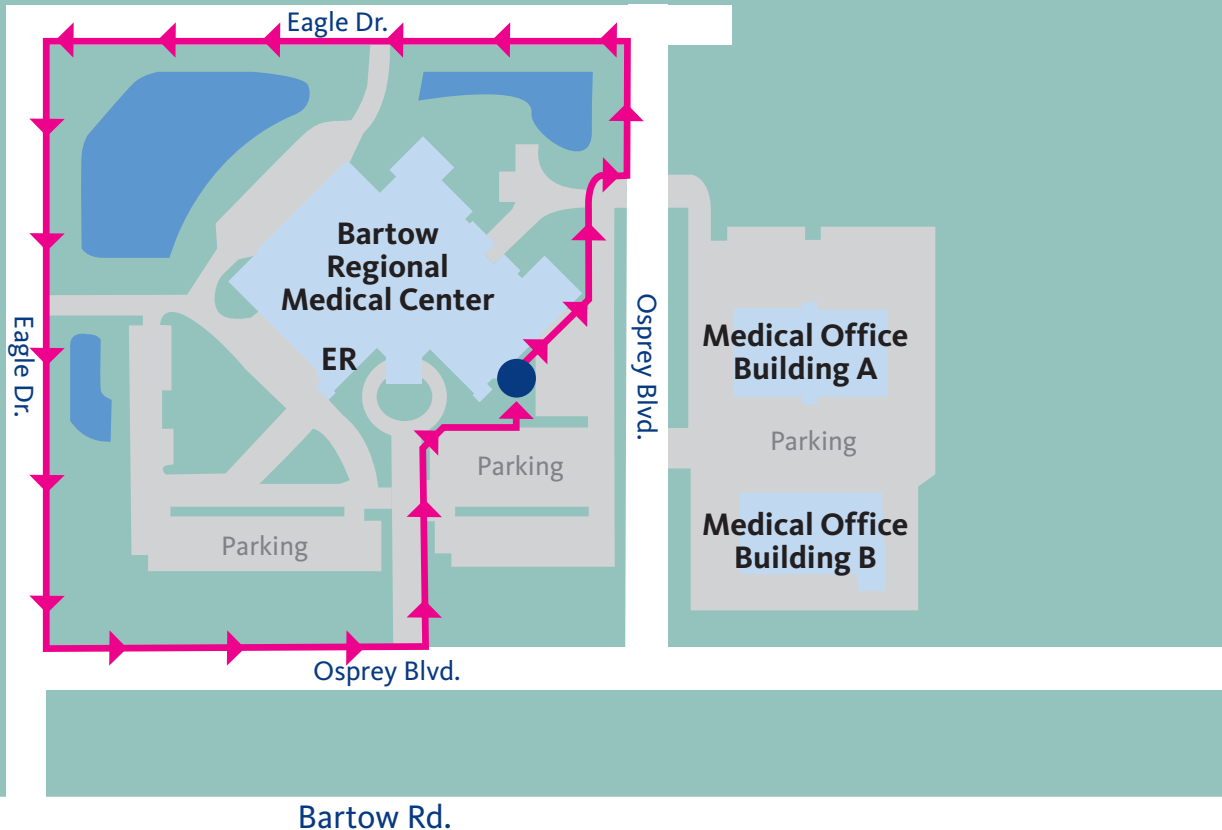 Eagle Dr.
Bartow
Regional
Medical Center
ER
Eagle Dr.
Osprey Blvd.
Medical Office
Building A
Parking
Parking
Medical Office
Building B
Parking
Osprey Blvd.
Bartow Rd.